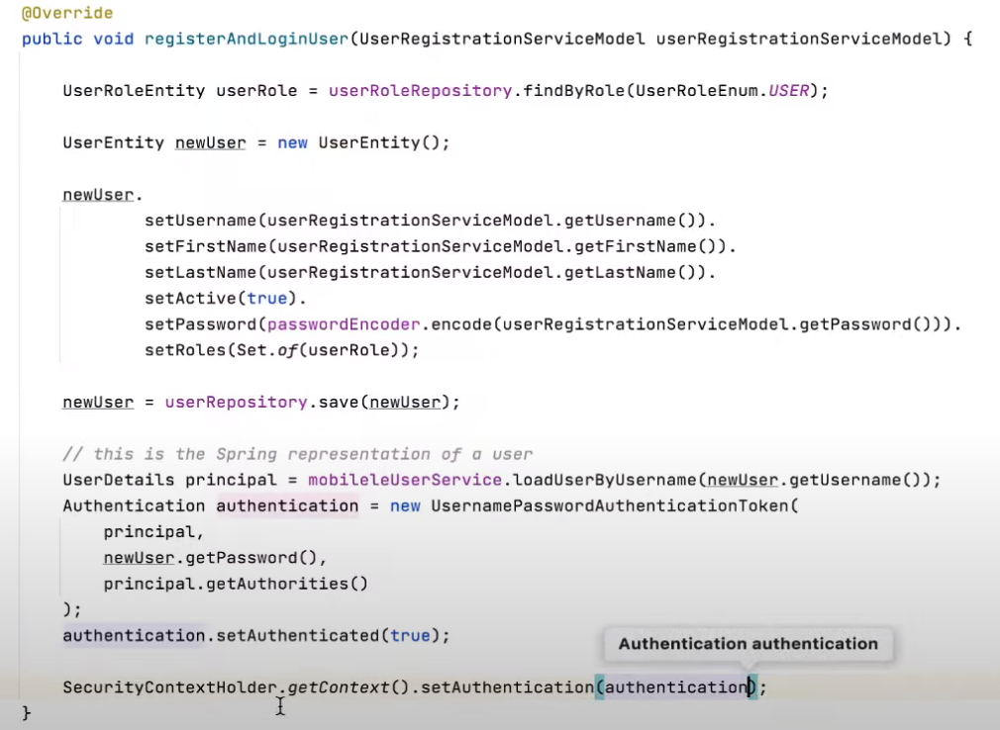 @Override
public void registerAndLoginUser(UserRegistrationServiceModel userRegistrationServiceModel) {
UserRoleEntity userRole = userRoleRepository.findByRole(UserRoleEnum.USER);
UserEntity newUser = new UserEntity();
newUser.
setUsername(userRegistrationServiceModel.getUsername()).
setFirstName(userRegistrationServiceModel.getFirstName()).
setLastName(userRegistrationServiceModel.getLastName()).
setActive(true).
setPassword(passwordEncoder.encode(userRegistrationServiceModel.getPassword())).
setRoles(Set.of(userRole));
newUser = userRepository.save(newUser);
// this is the Spring representation of a user
UserDetails principal = mobileleUserService.loadUserByUsername(newUser.getUsername());
Authentication authentication = new UsernamePasswordAuthenticationToken(
principal,
newUser.getPassword(),
principal.getAuthorities()
);
authentication.setAuthenticated(true);
Authentication authentication
SecurityContextHolder.getContext().setAuthentication(authentication);
}